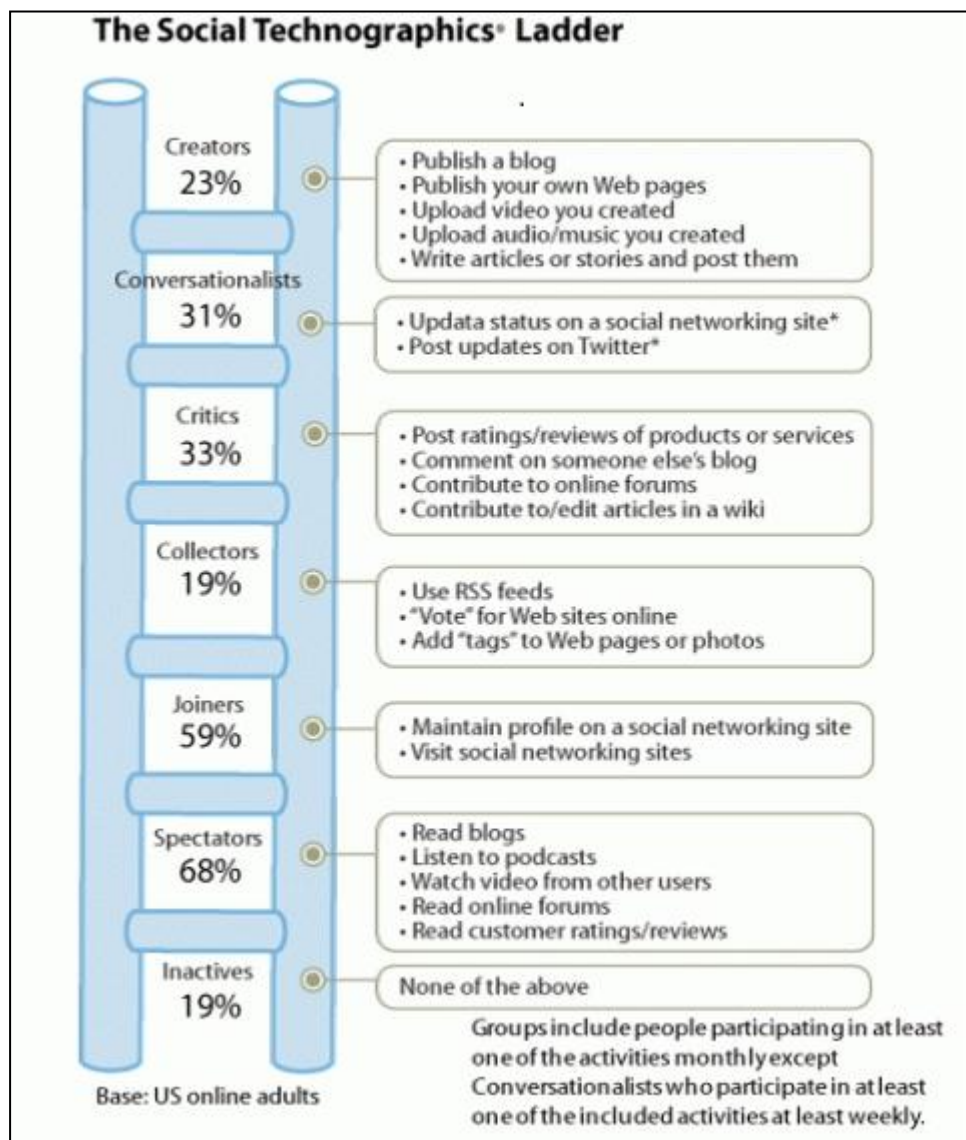 The Social Technographics® Ladder
Creators
23%
• Publish a blog
• Publish your own Web pages
• Upload video you created
• Upload audio/music you created
• Write articles or stories and post them
Conversationalists
31%
• Updata status on a social networking site*
• Post updates on Twitter*
Critics
33%
• Post ratings/reviews of products or services
• Comment on someone else's blog
• Contribute to online forums
• Contribute to/edit articles in a wiki
Collectors
19%
• Use RSS feeds
• "Vote" for Web sites online
• Add "tags" to Web pages or photos
Joiners
59%
• Maintain profile on a social networking site
• Visit social networking sites
Spectators
68%
• Read blogs
• Listen to podcasts
• Watch video from other users
• Read online forums
• Read customer ratings/reviews
Inactives
19%
None of the above
Groups include people participating in at least
one of the activities monthly except
Conversationalists who participate in at least
one of the included activities at least weekly.
Base: US online adults